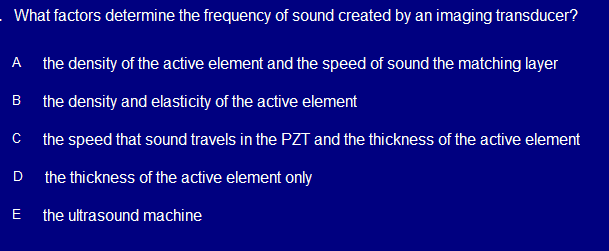 . What factors determine the frequency of sound created by an imaging transducer?
A the density of the active element and the speed of sound the matching layer
B the density and elasticity of the active element
C the speed that sound travels in the PZT and the thickness of the active element
D the thickness of the active element only
E the ultrasound machine